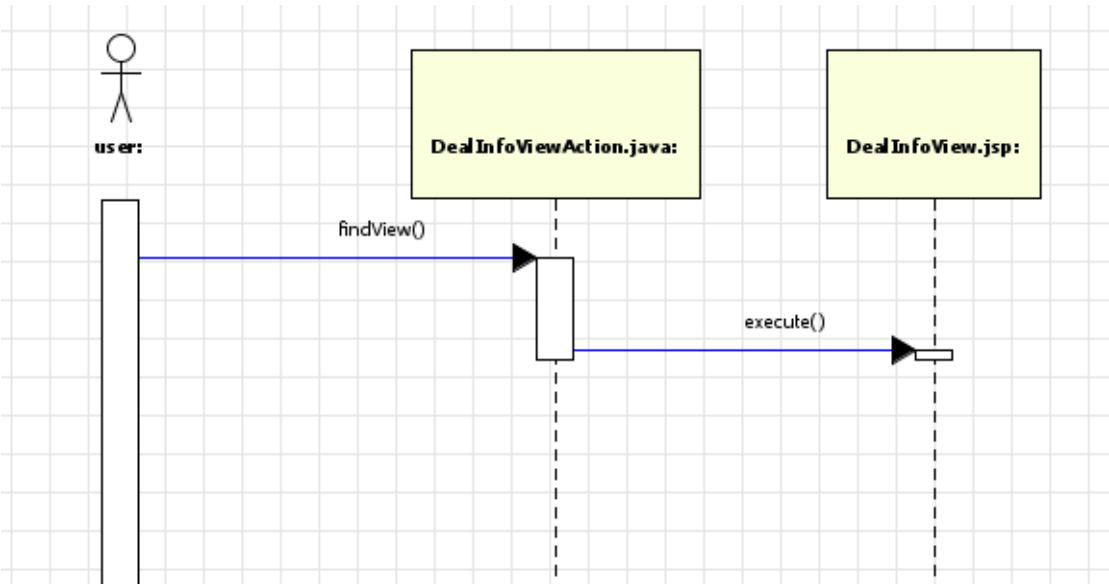 user:
DealInfoViewAction.java:
DealInfoView.jsp:
findView()
execute()